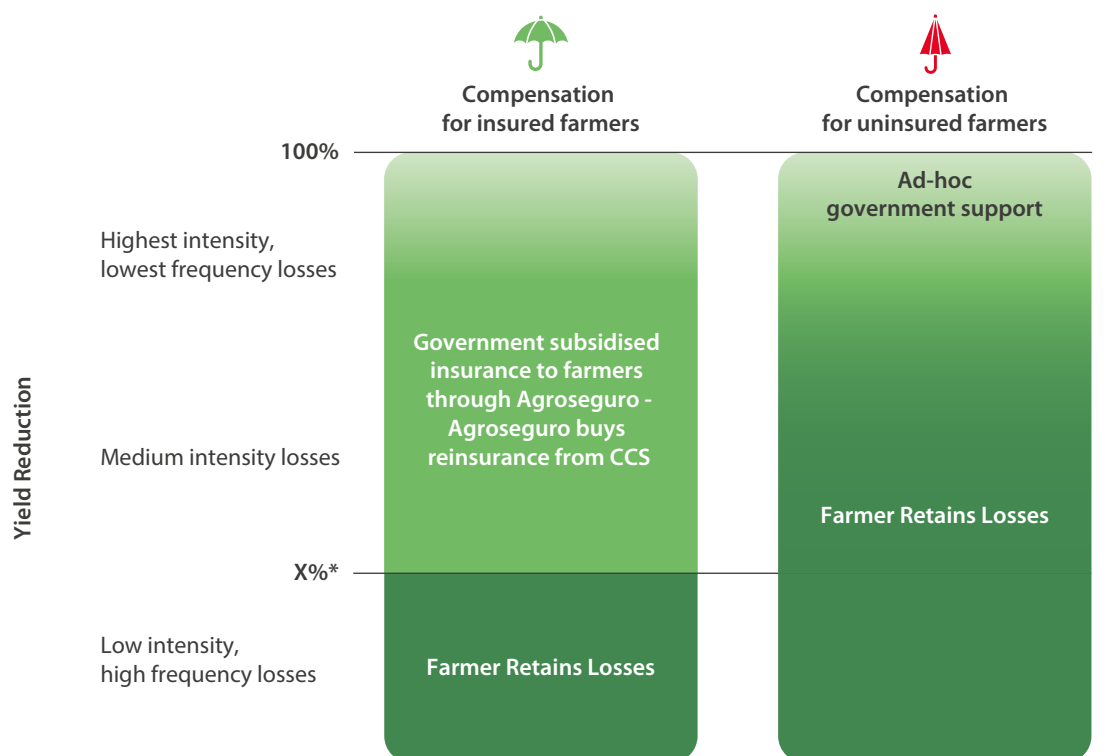 Compensation
for insured farmers
Compensation
for uninsured farmers
100%
Ad-hoc
government support
Highest intensity,
lowest frequency losses
Government subsidised
insurance to farmers
through Agroseguro -
Agroseguro buys
reinsurance from CCS
Yield Reduction
Medium intensity losses
Farmer Retains Losses
X%*
Low intensity,
high frequency losses
Farmer Retains Losses